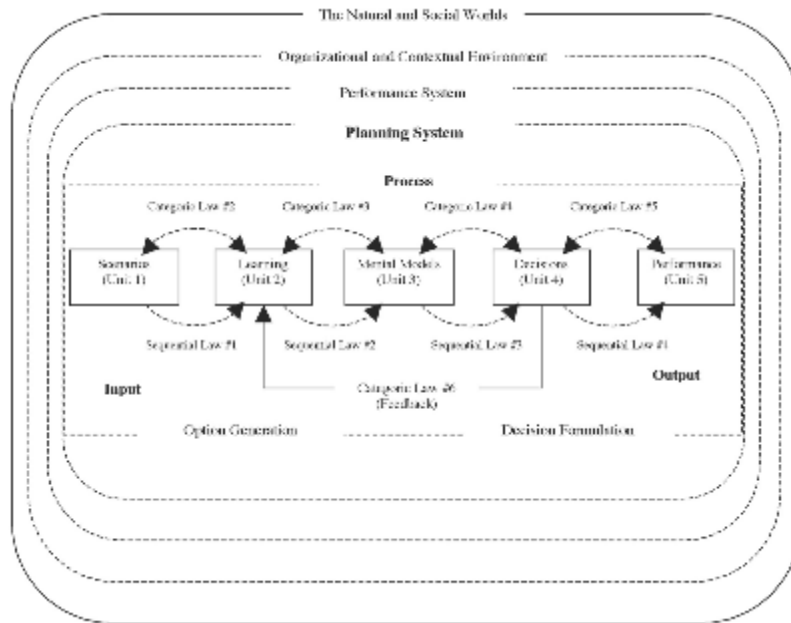 The Natural and Social Worlds
Organizational and Contextual Environment
Performance System
Planning System
Process
Categoric Law #2
Categoric Law #3
Categoric Law #4
Categoric Law #5
Scenarios
(Unit 1)
Learning
(Unit 2)
Mental Models
(Unit 3)
Decisions
(Unit 4)
Performance
(Unit 5)
Sequential Law #1
Sequential Law #2
Sequential Law #3
Sequential Law #4
Input
Categoric Law #6
(Feedback)
Output
Option Generation
Decision Formulation